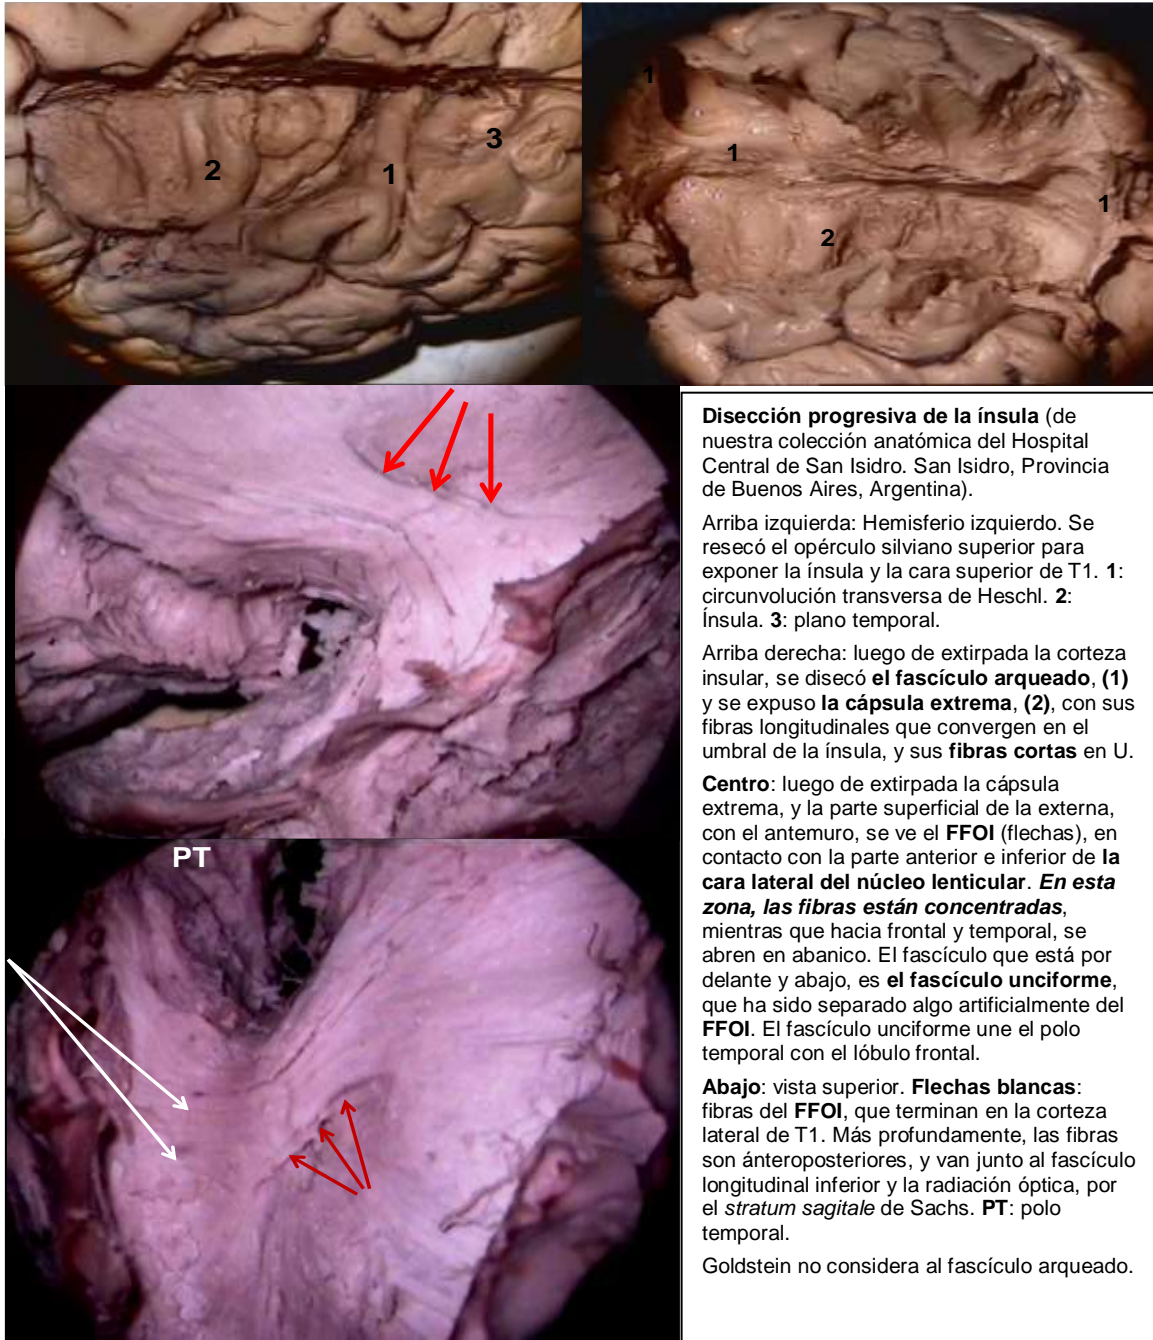 2
1
3
1
1
1
2
PT
Disección progresiva de la ínsula (de
nuestra colección anatómica del Hospital
Central de San Isidro. San Isidro, Provincia
de Buenos Aires, Argentina).
Arriba izquierda: Hemisferio izquierdo. Se
resecó el opérculo silviano superior para
exponer la ínsula y la cara superior de T1. 1:
circunvolución transversa de Heschl. 2:
Ínsula. 3: plano temporal.
Arriba derecha: luego de extirpada la corteza
insular, se disecó el fascículo arqueado, (1)
y se expuso la cápsula extrema, (2), con sus
fibras longitudinales que convergen en el
umbral de la ínsula, y sus fibras cortas en U.
Centro: luego de extirpada la cápsula
extrema, y la parte superficial de la externa,
con el antemuro, se ve el FFOI (flechas), en
contacto con la parte anterior e inferior de la
cara lateral del núcleo lenticular. En esta
zona, las fibras están concentradas,
mientras que hacia frontal y temporal, se
abren en abanico. El fascículo que está por
delante y abajo, es el fascículo unciforme,
que ha sido separado algo artificialmente del
FFOI. El fascículo unciforme une el polo
temporal con el lóbulo frontal.
Abajo: vista superior. Flechas blancas:
fibras del FFOI, que terminan en la corteza
lateral de T1. Más profundamente, las fibras
son ánteroposteriores, y van junto al fascículo
longitudinal inferior y la radiación óptica, por
el stratum sagitale de Sachs. PT: polo
temporal.
Goldstein no considera al fascículo arqueado.